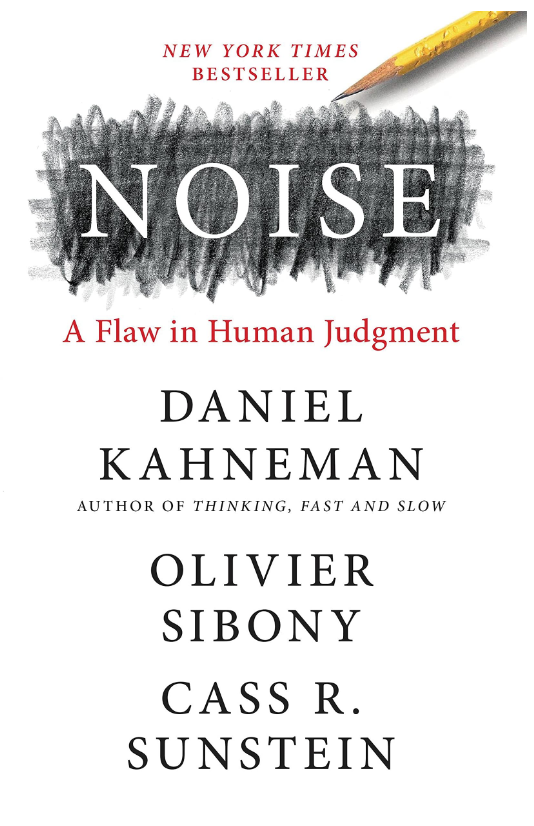 NEW YORK TIMES
BESTSELLER
NOISE
A Flaw in Human Judgment
DANIEL
KAHNEMAN
AUTHOR OF THINKING, FAST AND SLOW
OLIVIER
SIBONY
CASS R.
SUNSTEIN